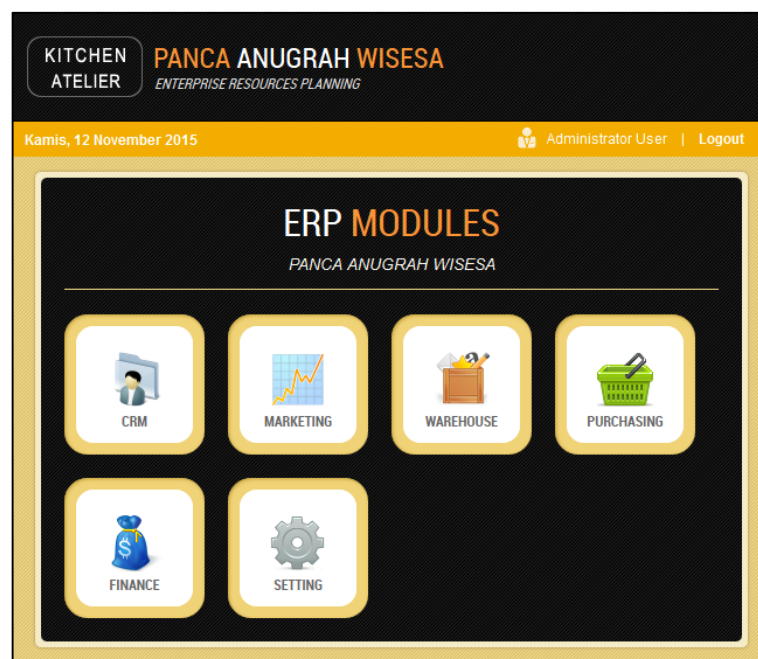 KITCHEN
ATELIER
PANCA ANUGRAH WISESA
ENTERPRISE RESOURCES PLANNING
Kamis, 12 November 2015
Administrator User | Logout
ERP MODULES
PANCA ANUGRAH WISESA
CRM
MARKETING
WAREHOUSE
PURCHASING
FINANCE
SETTING